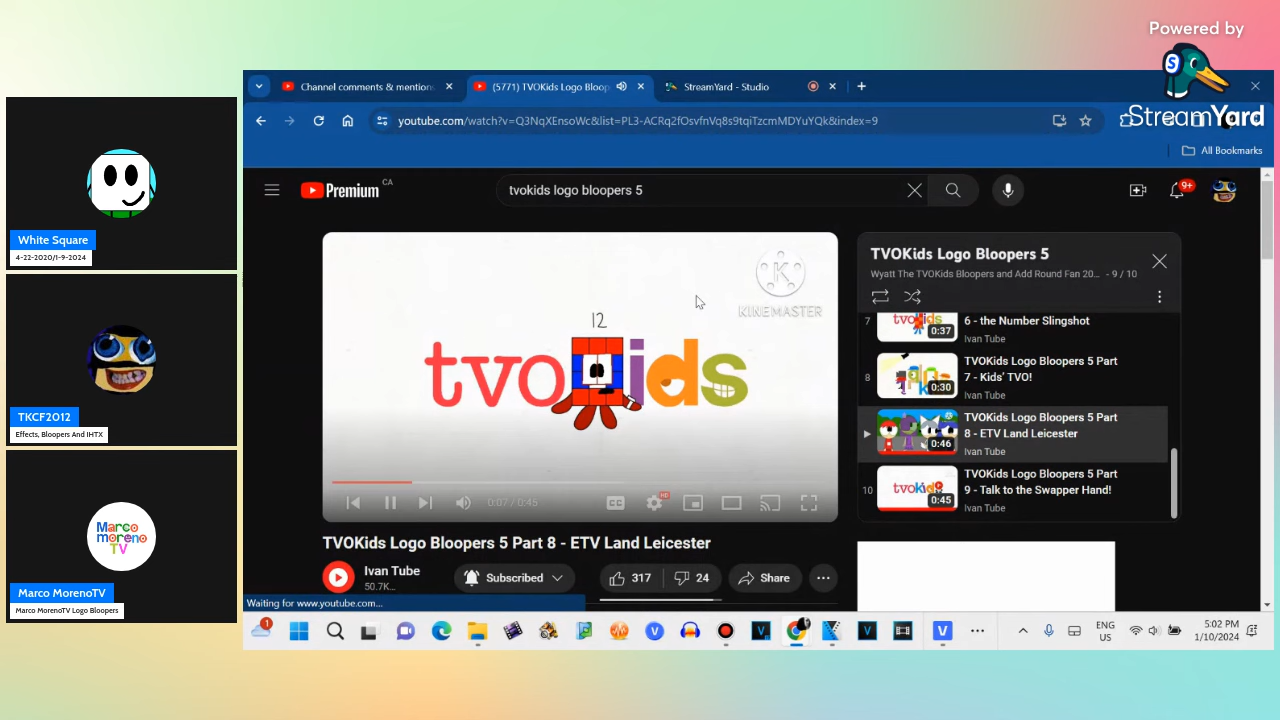 Powered by
StreamYard
White Square
4-22-2020/1-9-2024
TKCF2012
Effects, Bloopers And IHTX
Marco morenoTV
Marco MorenoTV
Marco MorenoTV Logo Bloopers
Channel comments & mentions
(5771) TVOKids Logo Bloop
StreamYard - Studio
youtube.com/watch?v=Q3NqXEnsoWc&list=PL3-ACRq2fOsvfnVq8s9tqiTzcmMDYuYQk&index=9
All Bookmarks
Premium CA
tvokids logo bloopers 5
9+
KINEMASTER
12
tvokids
0:07 / 0:45
HD
TVOKids Logo Bloopers 5
Wyatt The TVOKids Bloopers and Add Round Fan 20... - 9 / 10
7
0:37
6 - the Number Slingshot
Ivan Tube
8
0:30
TVOKids Logo Bloopers 5 Part
7 - Kids' TVO!
Ivan Tube
0:46
TVOKids Logo Bloopers 5 Part
8 - ETV Land Leicester
Ivan Tube
10
tvokids
0:45
TVOKids Logo Bloopers 5 Part
9 - Talk to the Swapper Hand!
Ivan Tube
TVOKids Logo Bloopers 5 Part 8 - ETV Land Leicester
Ivan Tube
50.7K...
Subscribed
317
24
Share
Waiting for www.youtube.com...
ENG
US
5:02 PM
1/10/2024